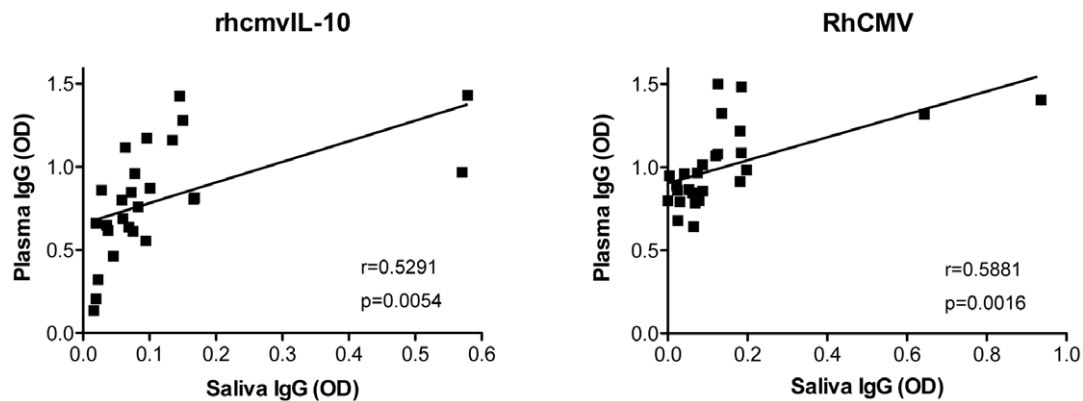 rhcmvIL-10
Plasma IgG (OD)
1.5
1.0
0.5
0.0
r=0.5291
p=0.0054
0.0 0.1 0.2 0.3 0.4 0.5 0.6
Saliva IgG (OD)
RhCMV
Plasma IgG (OD)
1.5
1.0
0.5
0.0
r=0.5881
p=0.0016
0.0 0.2 0.4 0.6 0.8 1.0
Saliva IgG (OD)